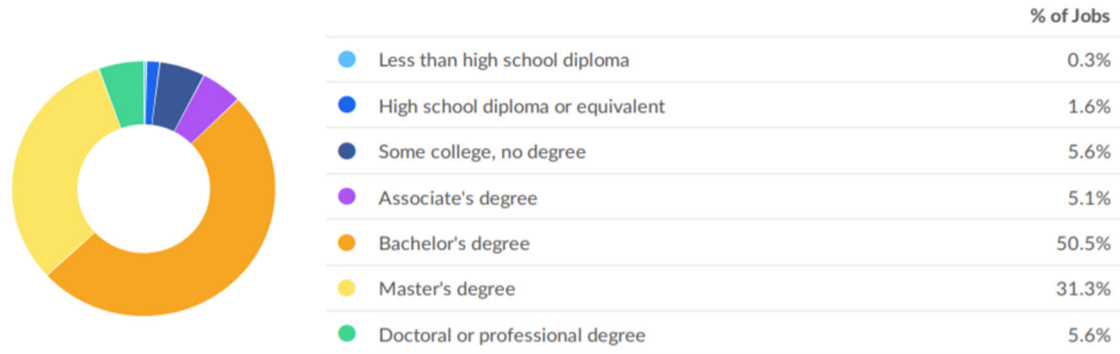 % of Jobs
Less than high school diploma 0.3%
High school diploma or equivalent 1.6%
Some college, no degree 5.6%
Associate's degree 5.1%
Bachelor's degree 50.5%
Master's degree 31.3%
Doctoral or professional degree 5.6%